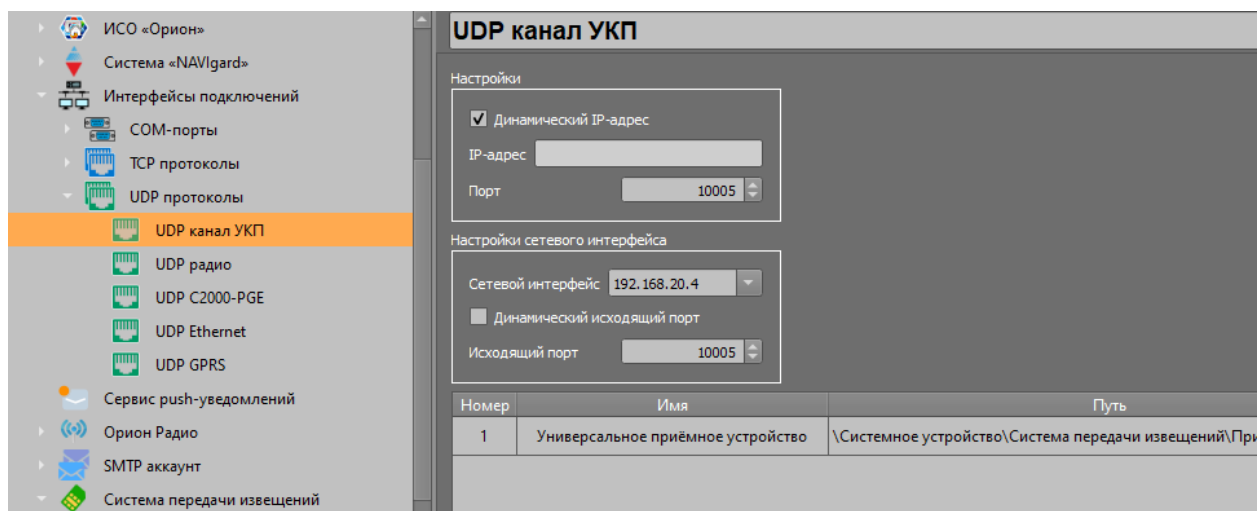 ИСО «Орион»
Система «NAVIgard»
Интерфейсы подключений
COM-порты
TCP протоколы
UDP протоколы
UDP канал УКП
UDP радио
UDP C2000-PGE
UDP Ethernet
UDP GPRS
Сервис push-уведомлений
Орион Радио
SMTP аккаунт
Система передачи извещений
UDP канал УКП
Настройки
Динамический IP-адрес
IP-адрес
Порт 10005
Настройки сетевого интерфейса
Сетевой интерфейс 192.168.20.4
Динамический исходящий порт
Исходящий порт 10005
Номер Имя Путь
1 Универсальное приёмное устройство \Системное устройство\Система передачи извещений\При